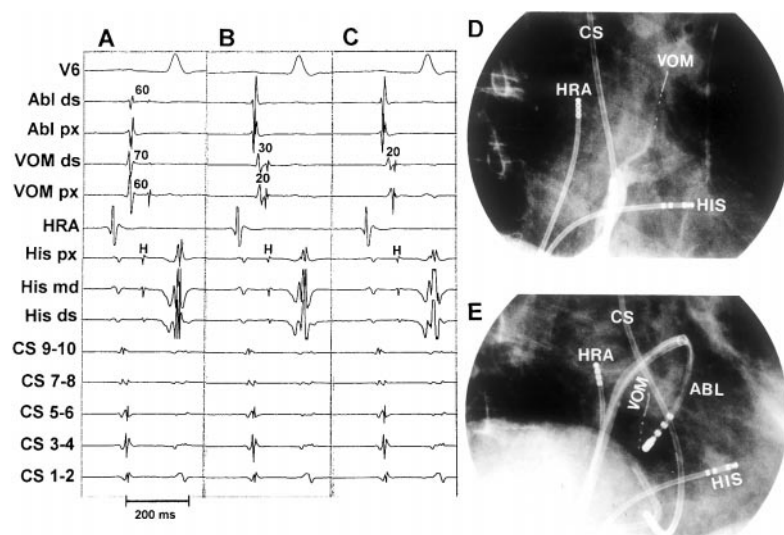 A B C
V6
Abl ds 60
Abl px
VOM ds 70 30 20
VOM px 60 20
HRA
His px H H H
His md
His ds
CS 9-10
CS 7-8
CS 5-6
CS 3-4
CS 1-2
200 ms
D
CS
VOM
HRA
HIS
E
CS
HRA
VOM
ABL
HIS